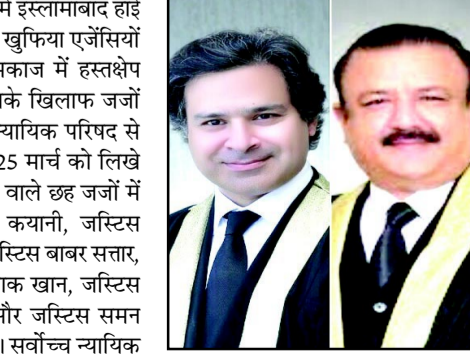 में इस्लामाबाद हाई
खुफिया एजेंसियों
मकाज में हस्तक्षेप
के खिलाफ जजों
न्यायिक परिषद से
25 मार्च को लिखे
वाले छह जजों में
कयानी, जस्टिस
स्टिस बाबर सत्तार,
ाक खान, जस्टिस
और जस्टिस समन
। सर्वोच्च न्यायिक